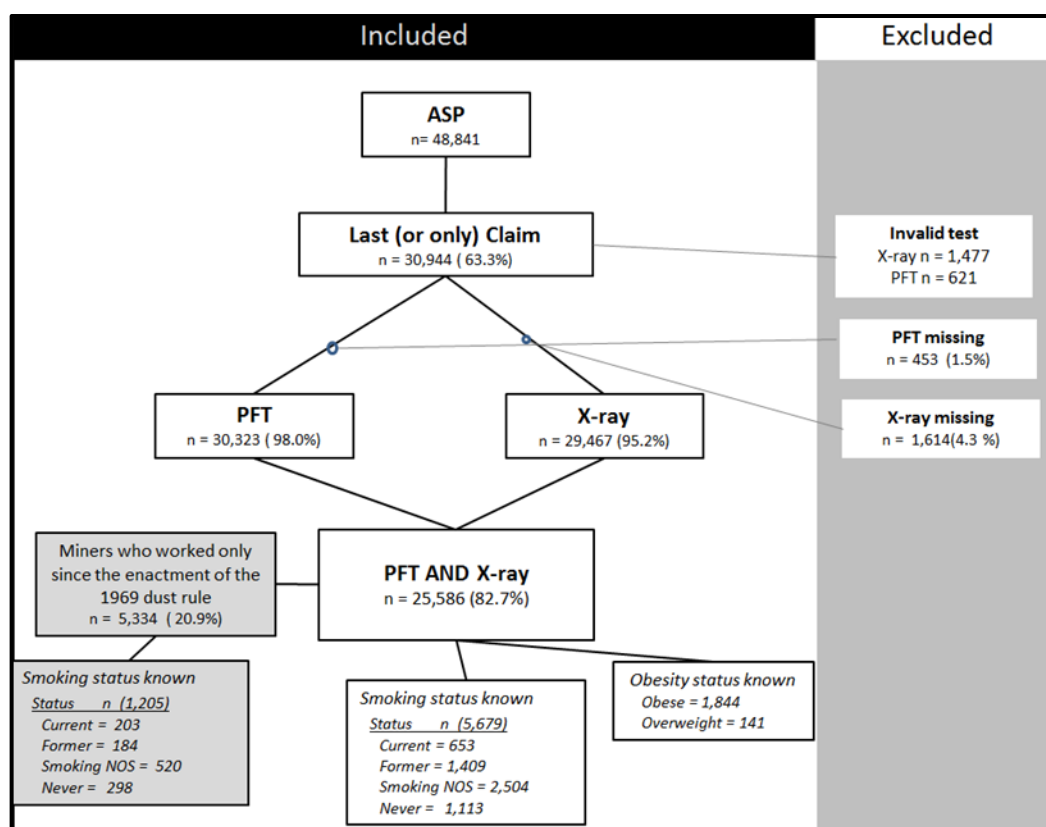 Included
Excluded
ASP
n= 48,841
Last (or only) Claim
n = 30,944 ( 63.3%)
Invalid test
X-ray n = 1,477
PFT n = 621
PFT missing
n = 453 (1.5%)
X-ray missing
n = 1,614(4.3 %)
PFT
n = 30,323 ( 98.0%)
X-ray
n = 29,467 (95.2%)
PFT AND X-ray
n = 25,586 (82.7%)
Miners who worked only
since the enactment of the
1969 dust rule
n = 5,334 ( 20.9%)
Smoking status known
Status n (1,205)
Current = 203
Former = 184
Smoking NOS = 520
Never = 298
Smoking status known
Status n (5,679)
Current = 653
Former = 1,409
Smoking NOS = 2,504
Never = 1,113
Obesity status known
Obese = 1,844
Overweight = 141